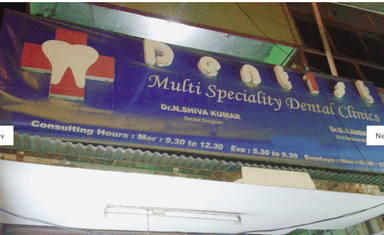 Dentist
Multi Speciality Dental Clinics
Dr.N.SHIVA KUMAR
Dental Surgeon
Consulting Hours : Mor : 9.30 to 12.30 Eve : 5.30 to 9.30 Sundays